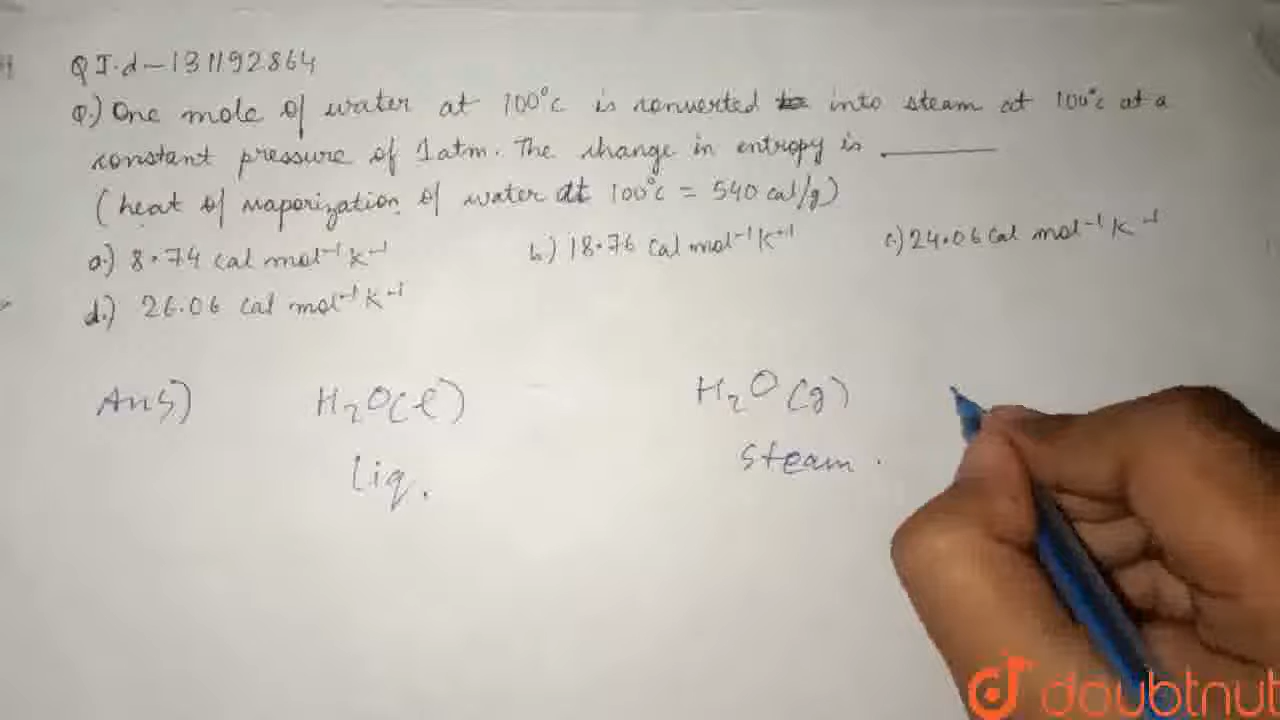 Q I.d-131192864
Q.) One mole of water at 100°c is converted into steam at 100°c at a
constant pressure of 1atm. The change in entropy is ______
(heat of vaporization of water at 100°c = 540 cal/g)
a.) 8.74 cal mol⁻¹ K⁻¹ b.) 18.76 Cal mol⁻¹ K⁻¹ c.) 24.06 Cal mol⁻¹ K⁻¹
d.) 26.06 Cal mol⁻¹ K⁻¹
Ans) H₂O(l) H₂O(g)
liq. steam.
doubtnut